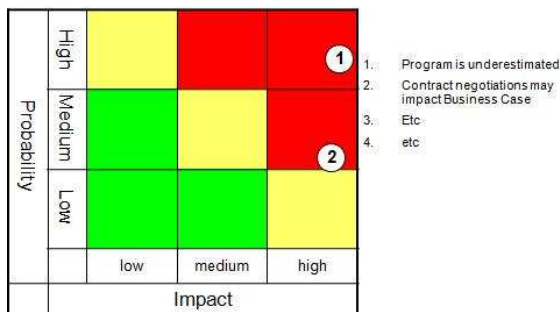 Probability
High
Medium
Low
1
2
low medium high
Impact
1. Program is underestimated
2. Contract negotiations may
impact Business Case
3. Etc
4. etc